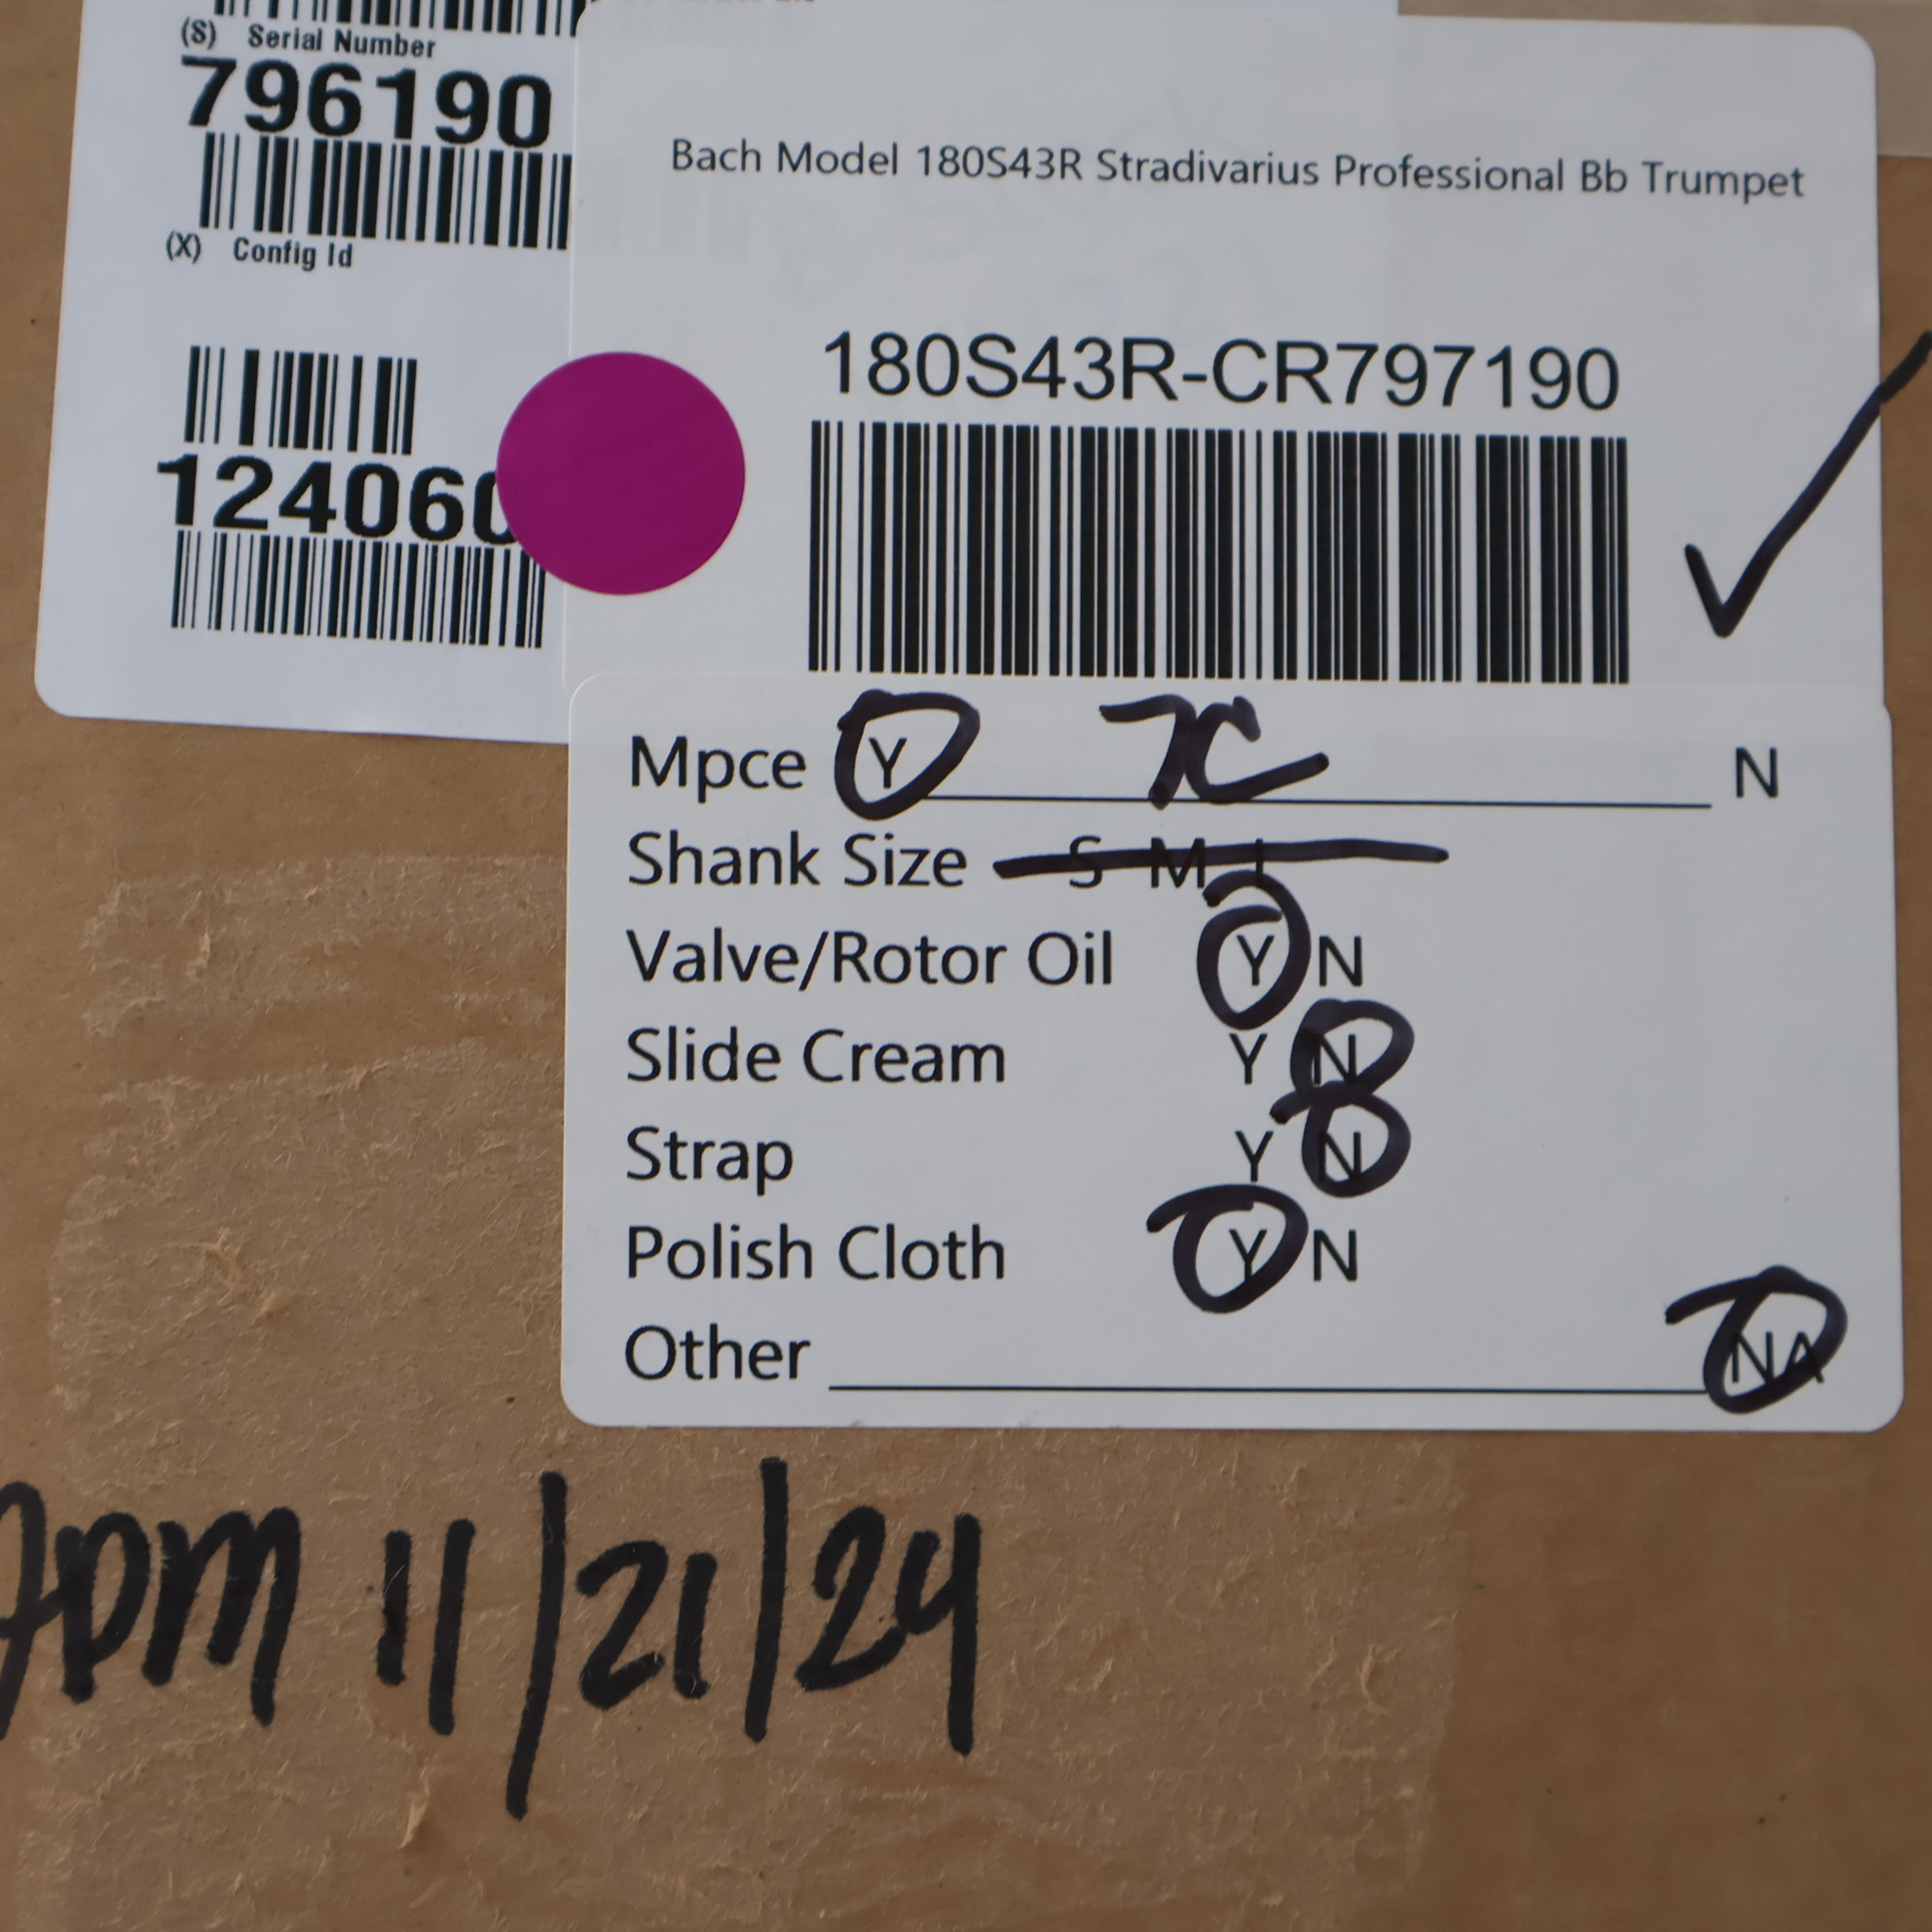 (S) Serial Number
796190
(X) Config Id
124060
Bach Model 180S43R Stradivarius Professional Bb Trumpet
180S43R-CR797190
Mpce Y 7C N
Shank Size S M L
Valve/Rotor Oil Y N
Slide Cream Y N
Strap Y N
Polish Cloth Y N
Other NA
ADM 11/21/24